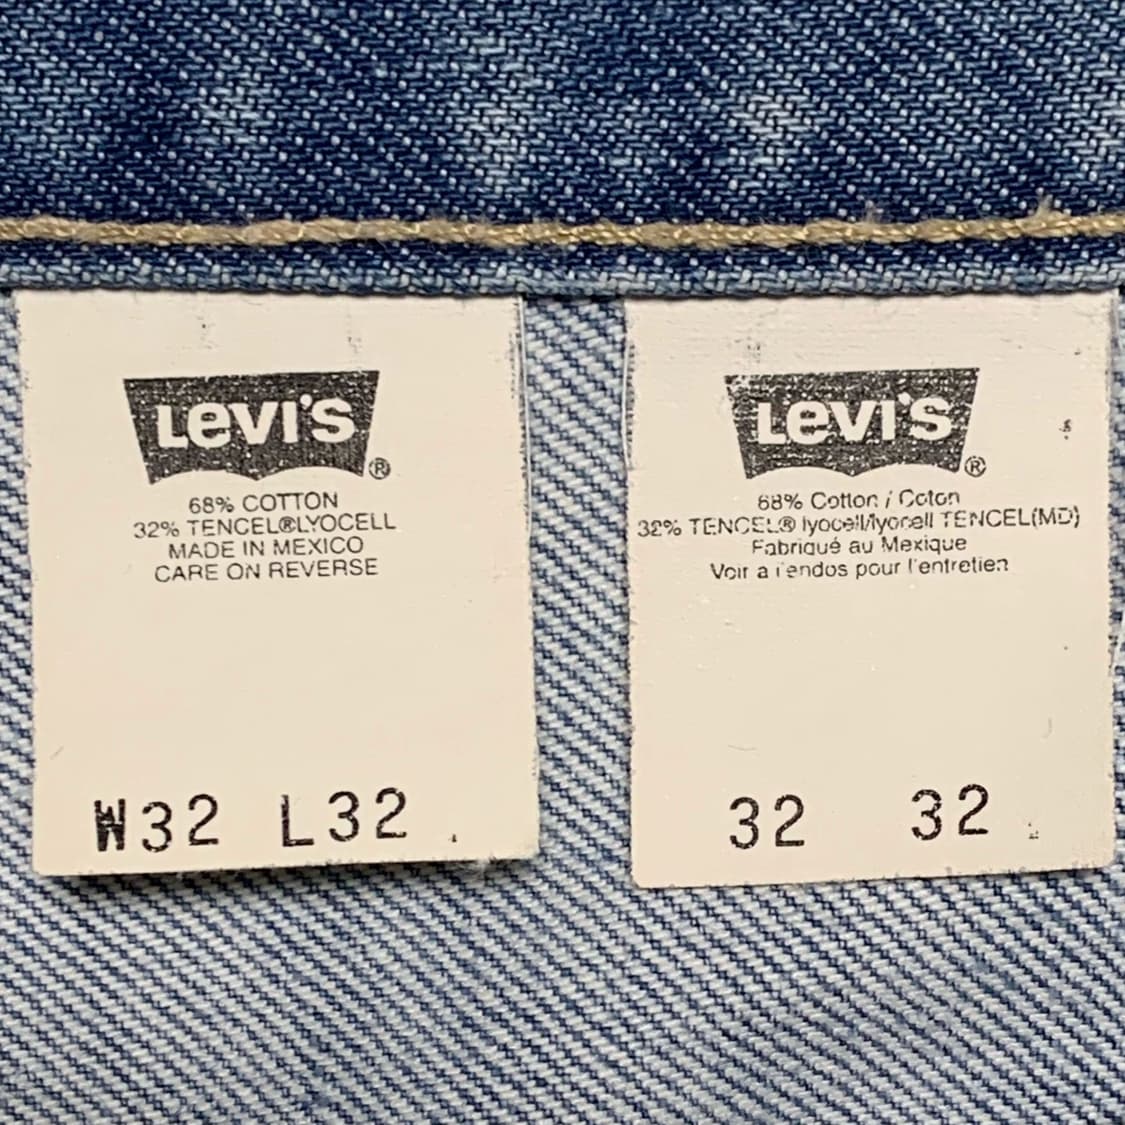 Levi's®
68% COTTON
32% TENCEL®LYOCELL
MADE IN MEXICO
CARE ON REVERSE
W32 L32
Levi's®
68% Cotton / Coton
32% TENCEL® lyocell/lyocell TENCEL(MD)
Fabriqué au Mexique
Voir a l'endos pour l'entretien
32 32